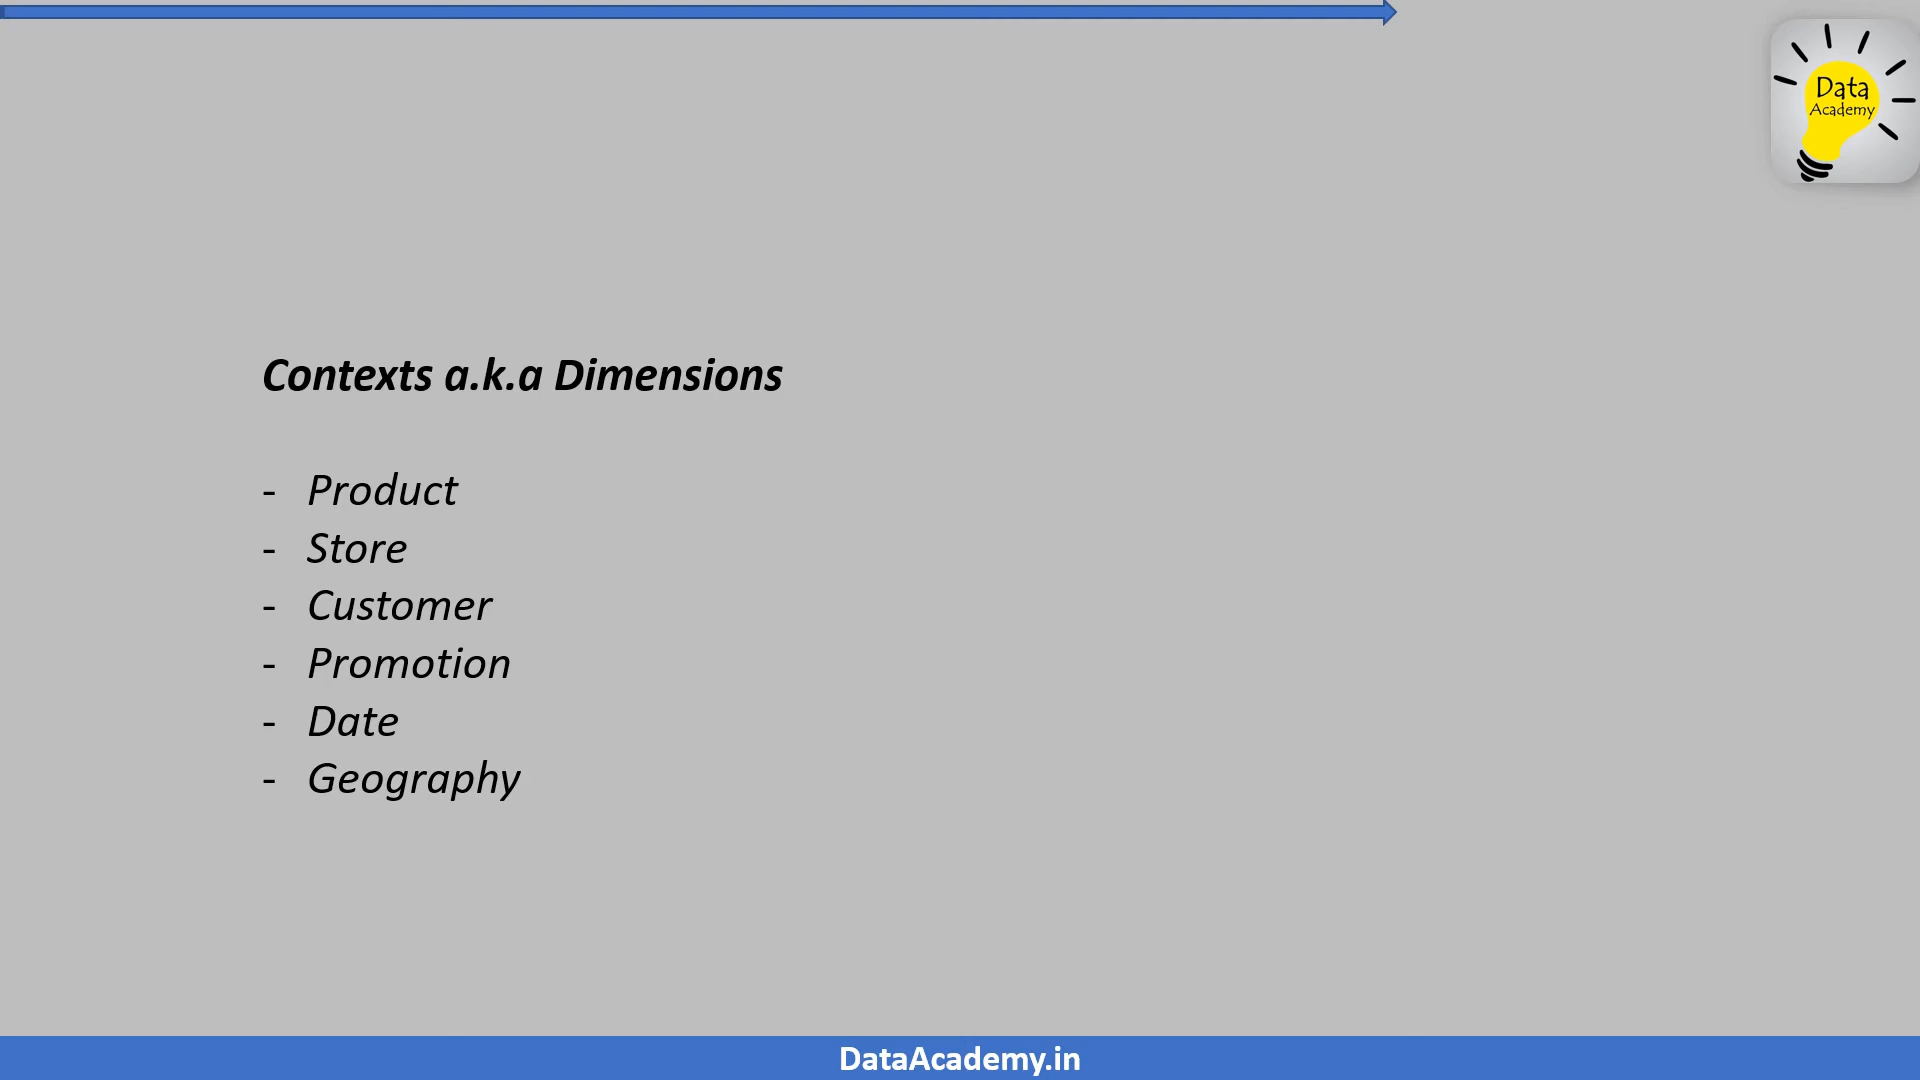 Data
Academy
Contexts a.k.a Dimensions
- Product
- Store
- Customer
- Promotion
- Date
- Geography
DataAcademy.in